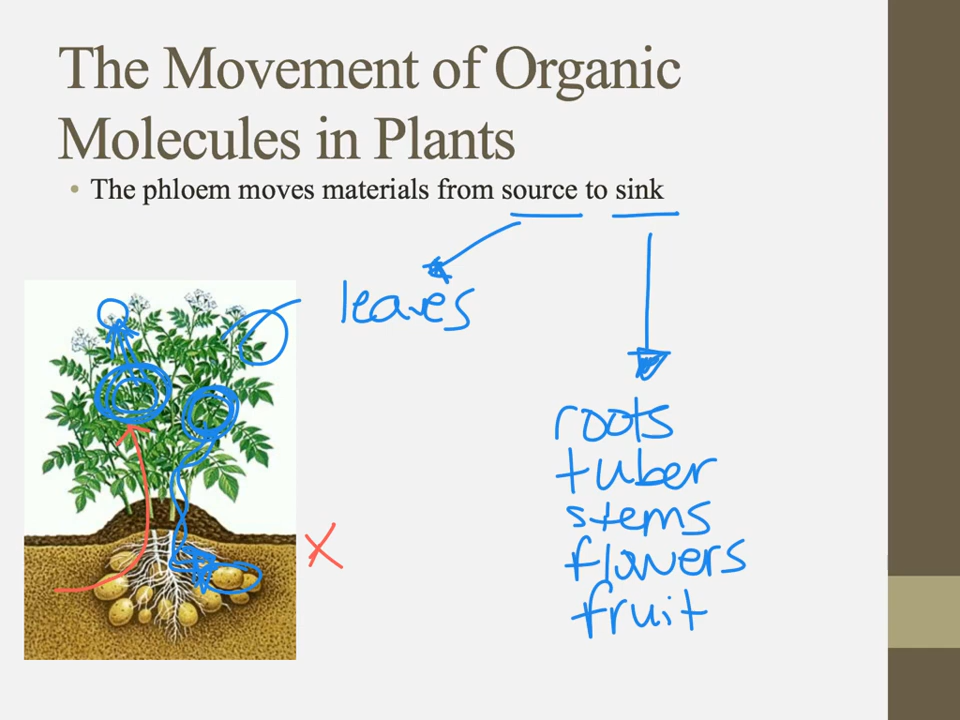 The Movement of Organic
Molecules in Plants
• The phloem moves materials from source to sink
leaves
roots
tuber
stems
flowers
fruit
X